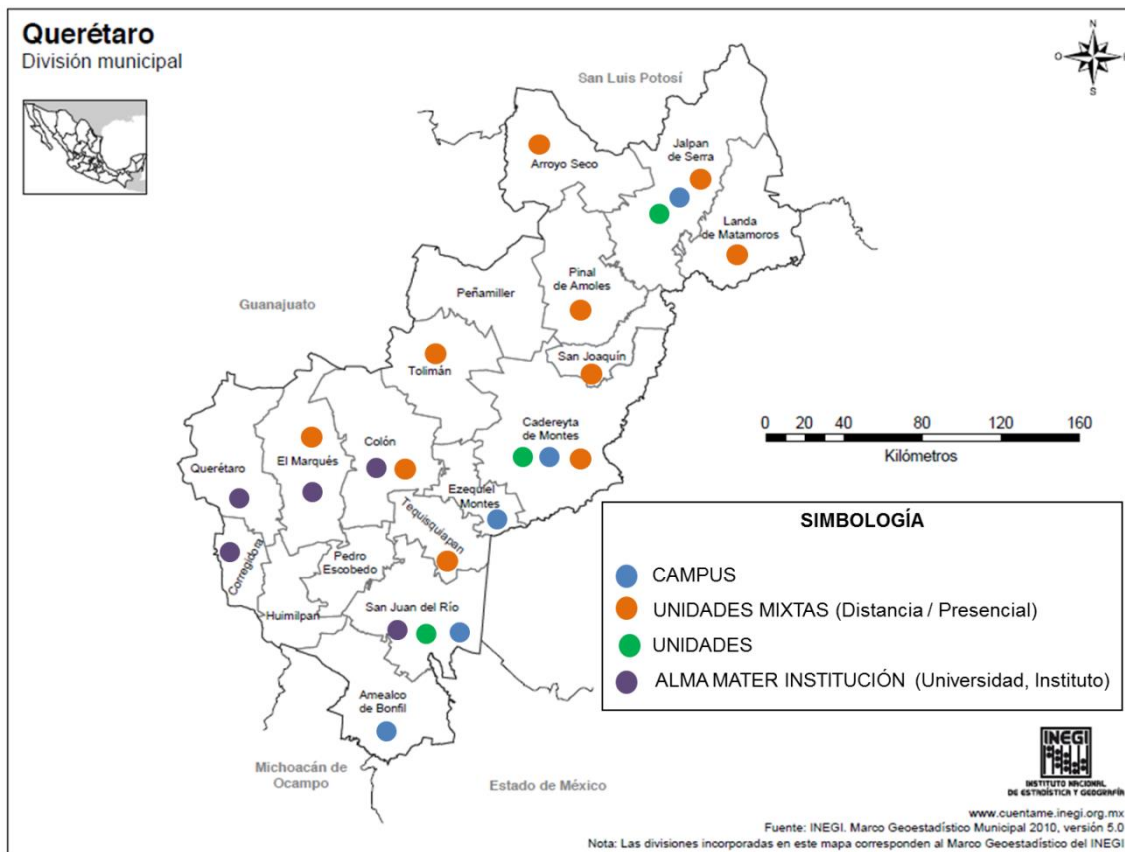 Querétaro
División municipal
N
O
S
San Luis Potosí
Jalpan
de Serra
Arroyo Seco
Landa
de Matamoros
Pinal
de Amoles
Peñamiller
Guanajuato
San Joaquín
Tolimán
Cadereyta
de Montes
0 20 40 80 120 160
Kilómetros
Colón
El Marqués
Querétaro
Ezequiel
Montes
Tequisquiapan
Corregidora
Pedro
Escobedo
Huimilpan
San Juan del Río
Amealco
de Bonfil
Michoacán de
Ocampo
Estado de México
SIMBOLOGÍA
CAMPUS
UNIDADES MIXTAS (Distancia / Presencial)
UNIDADES
ALMA MATER INSTITUCIÓN (Universidad, Instituto)
INEGI
INSTITUTO NACIONAL
DE ESTADÍSTICA Y GEOGRAFÍA
www.cuentame.inegi.org.mx
Fuente: INEGI. Marco Geoestadístico Municipal 2010, versión 5.0
Nota: Las divisiones incorporadas en este mapa corresponden al Marco Geoestadístico del INEGI